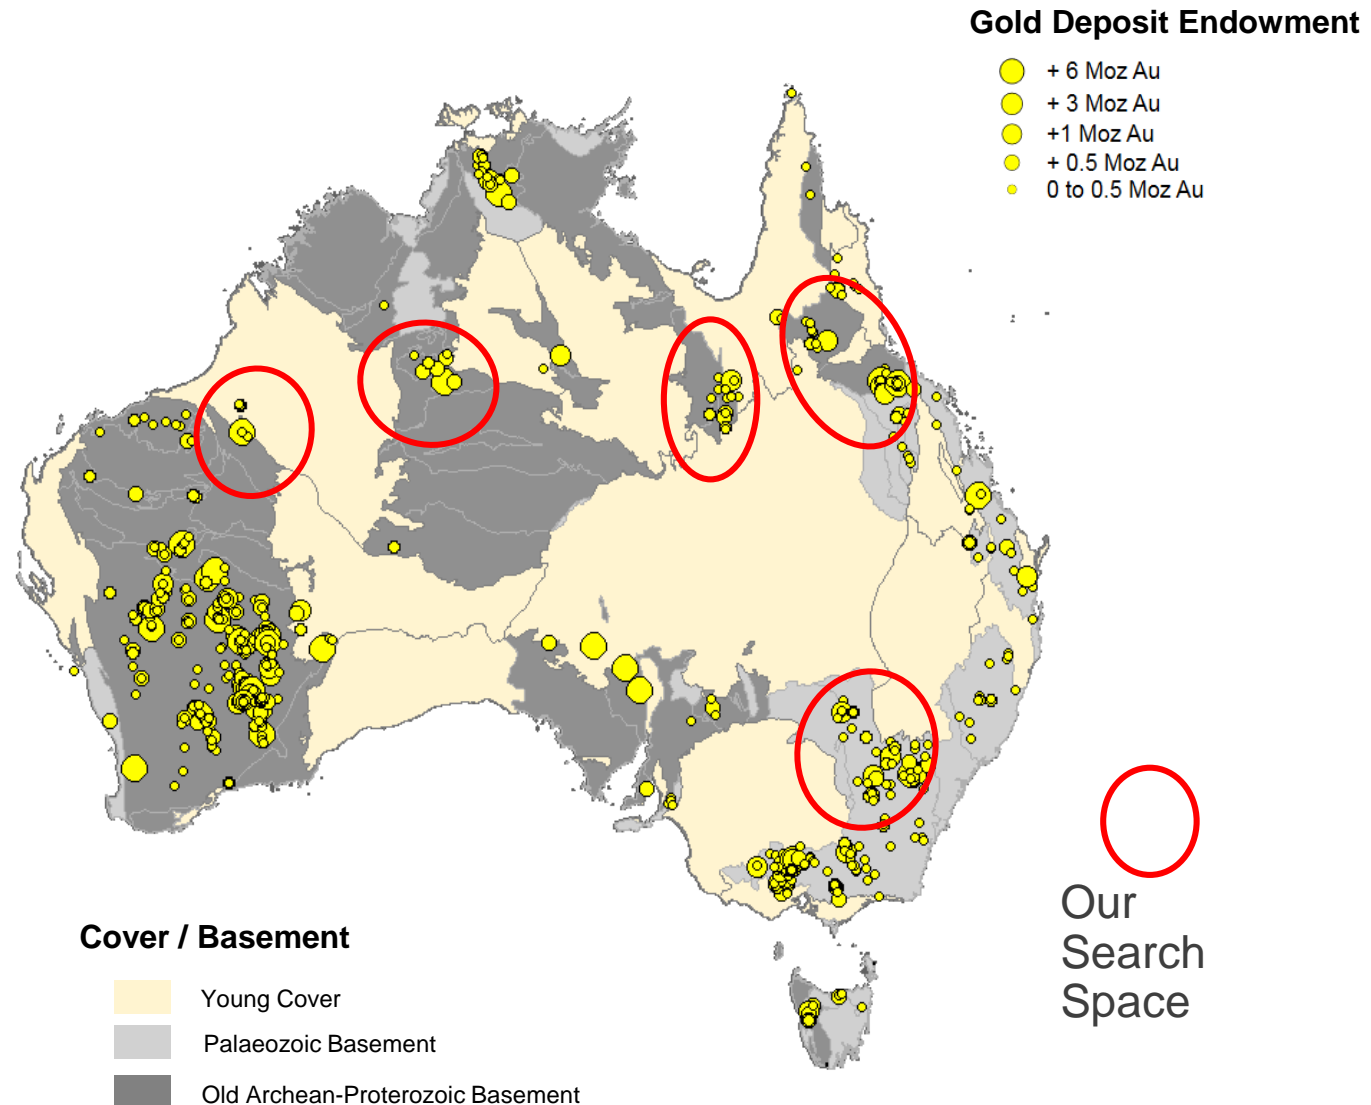 Gold Deposit Endowment
+ 6 Moz Au
+ 3 Moz Au
+1 Moz Au
+ 0.5 Moz Au
0 to 0.5 Moz Au
Our
Search
Space
Cover / Basement
Young Cover
Palaeozoic Basement
Old Archean-Proterozoic Basement